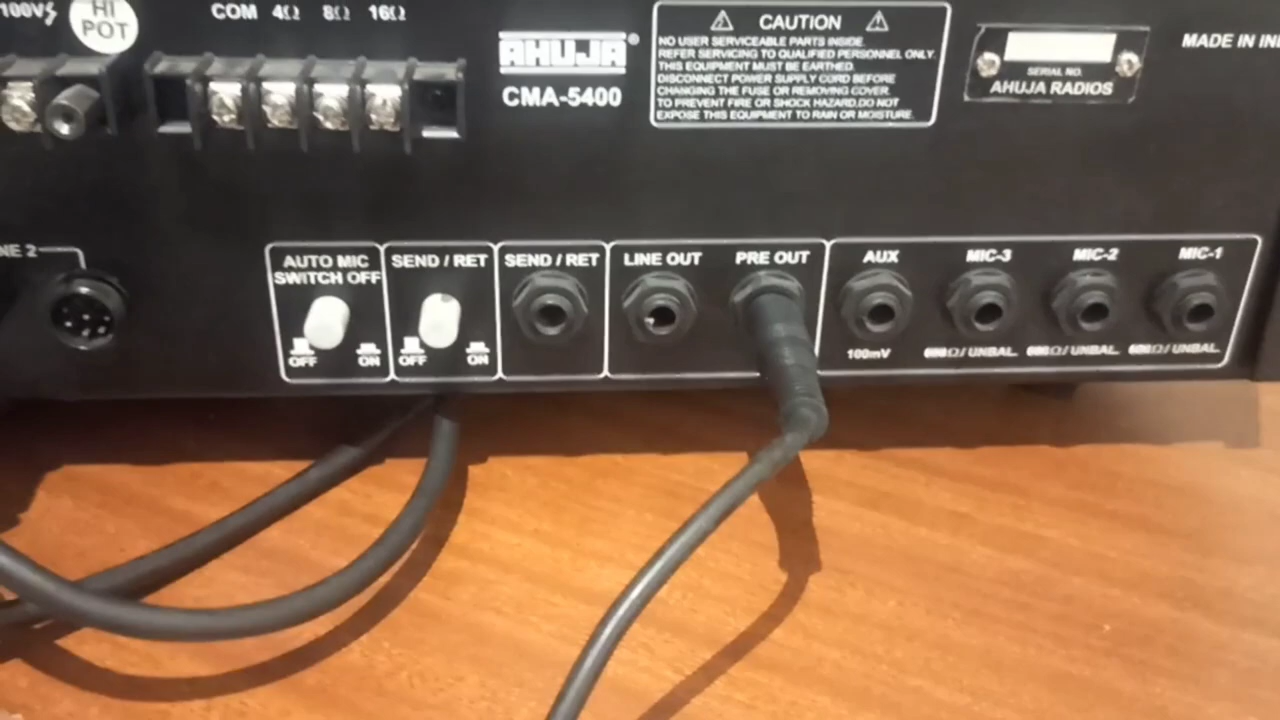 100V
HI
POT
COM 4Ω 8Ω 16Ω
AHUJA®
CMA-5400
CAUTION
NO USER SERVICEABLE PARTS INSIDE.
REFER SERVICING TO QUALIFIED PERSONNEL ONLY.
THIS EQUIPMENT MUST BE EARTHED.
DISCONNECT POWER SUPPLY CORD BEFORE
CHANGING THE FUSE OR REMOVING COVER.
TO PREVENT FIRE OR SHOCK HAZARD,DO NOT
EXPOSE THIS EQUIPMENT TO RAIN OR MOISTURE.
SERIAL NO.
AHUJA RADIOS
MADE IN
NE 2
AUTO MIC
SWITCH OFF
OFF ON
SEND / RET
OFF ON
SEND / RET
LINE OUT
PRE OUT
AUX
100mV
MIC-3
600Ω / UNBAL.
MIC-2
600Ω / UNBAL.
MIC-1
600Ω / UNBAL.